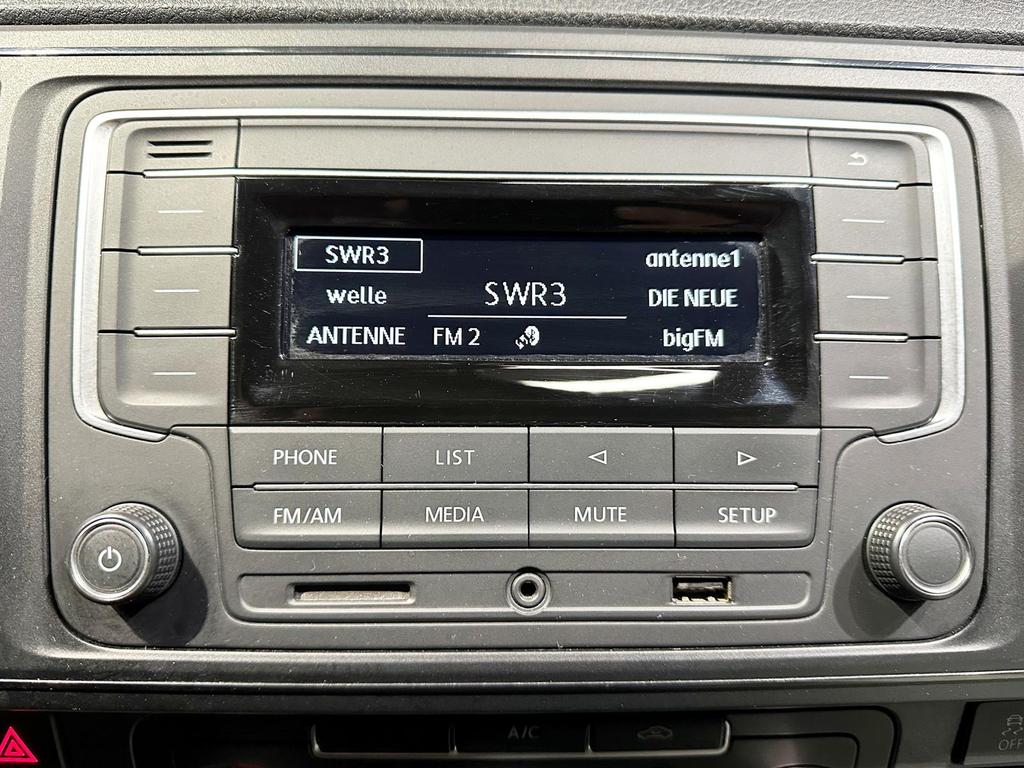 SWR3
antenne1
welle
SWR3
DIE NEUE
ANTENNE
FM 2
bigFM
PHONE
LIST
FM/AM
MEDIA
MUTE
SETUP
A/C
OFF